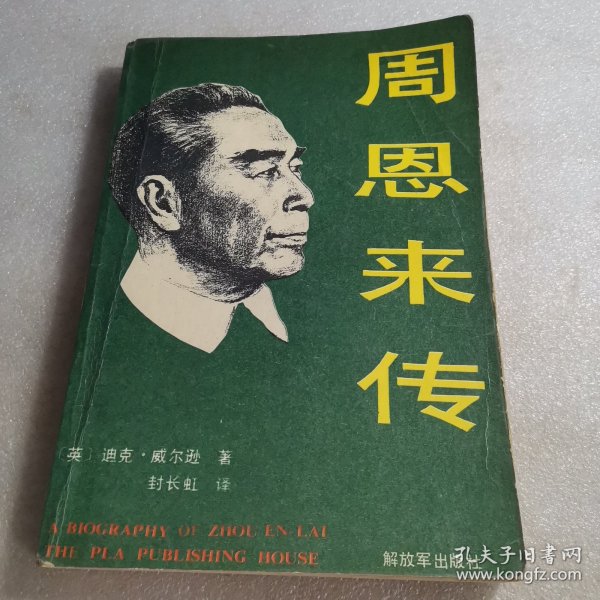 周恩来传
〔英〕迪克·威尔逊 著
封长虹 译
A BIOGRAPHY OF ZHOU EN-LAI
THE PLA PUBLISHING HOUSE
解放军出版社
孔夫子旧书网
www.kongfz.com